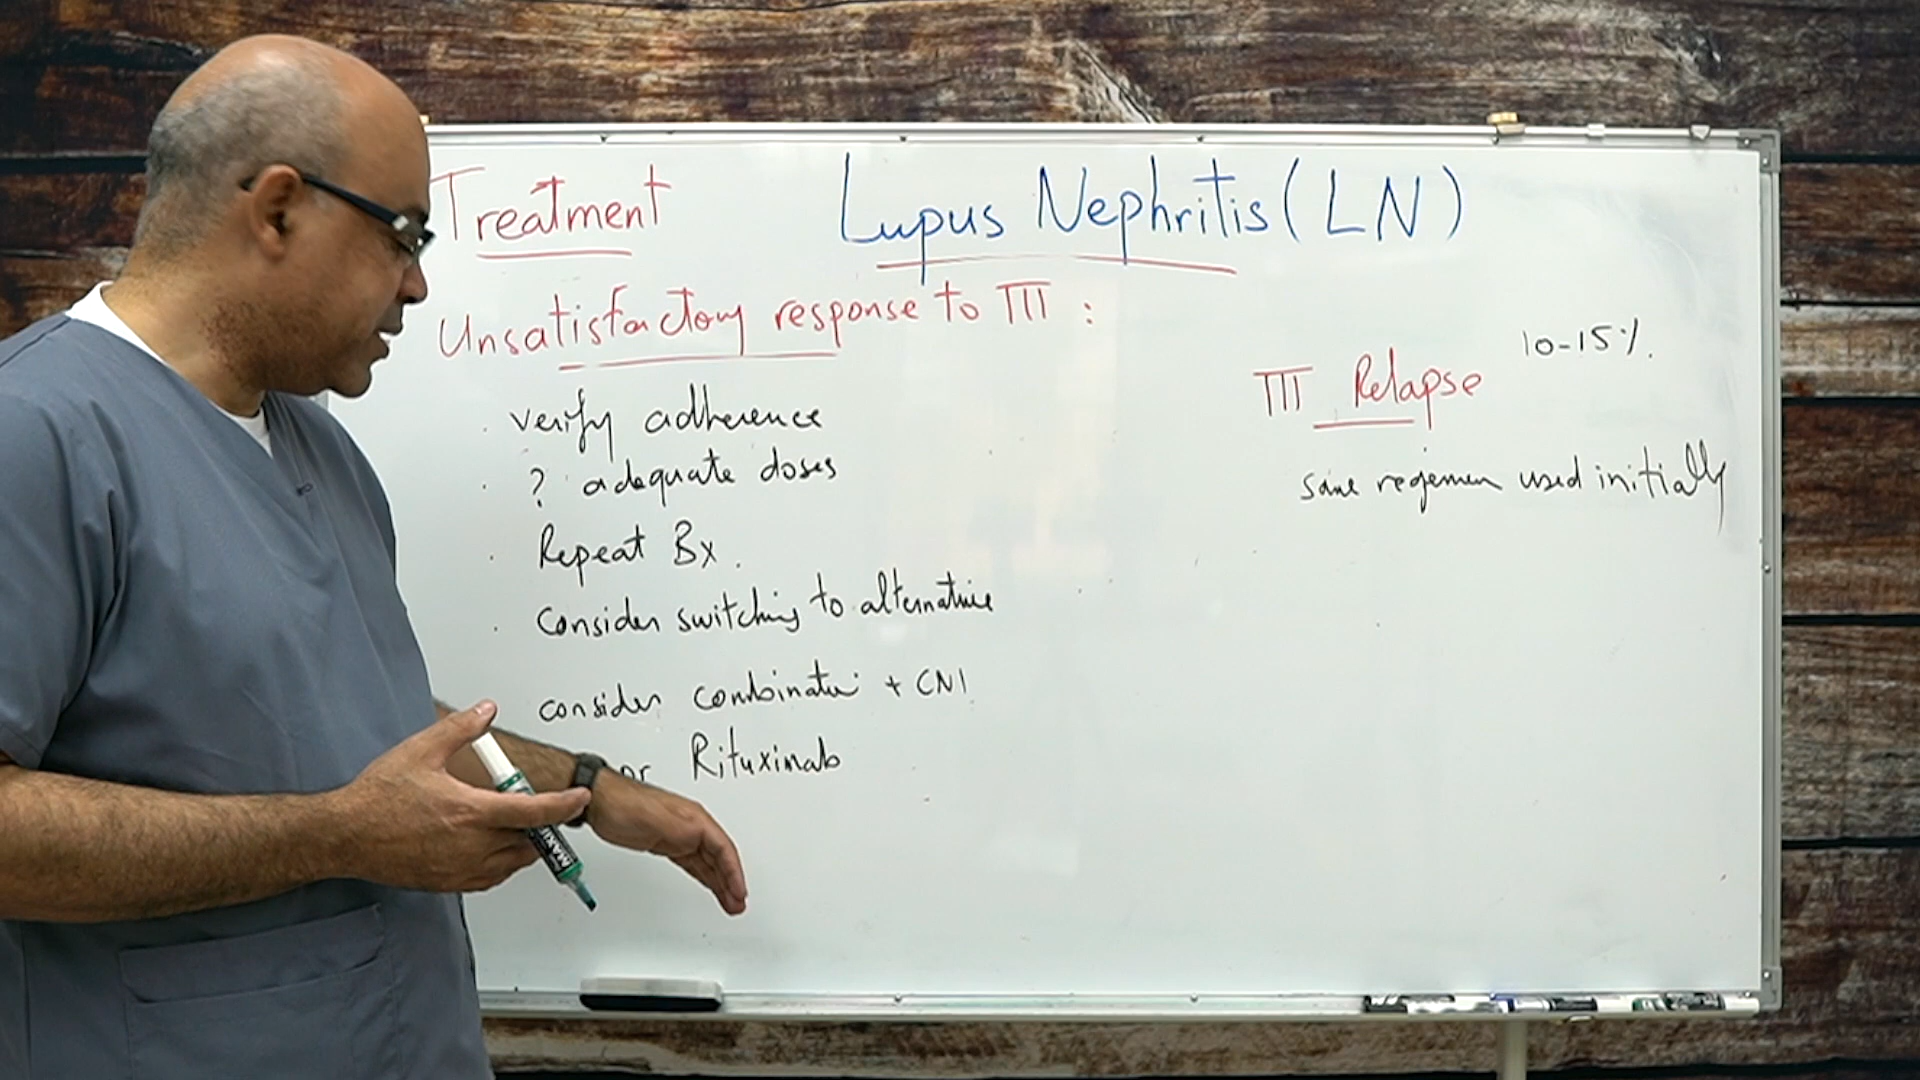 Treatment
Lupus Nephritis (LN)
Unsatisfactory response to TTT :
. verify adherence
. ? adequate doses
. Repeat Bx.
. Consider switching to alternative
consider combination + CNI
or Rituximab
10-15%.
TTT Relapse
same regimen used initially
MAXI